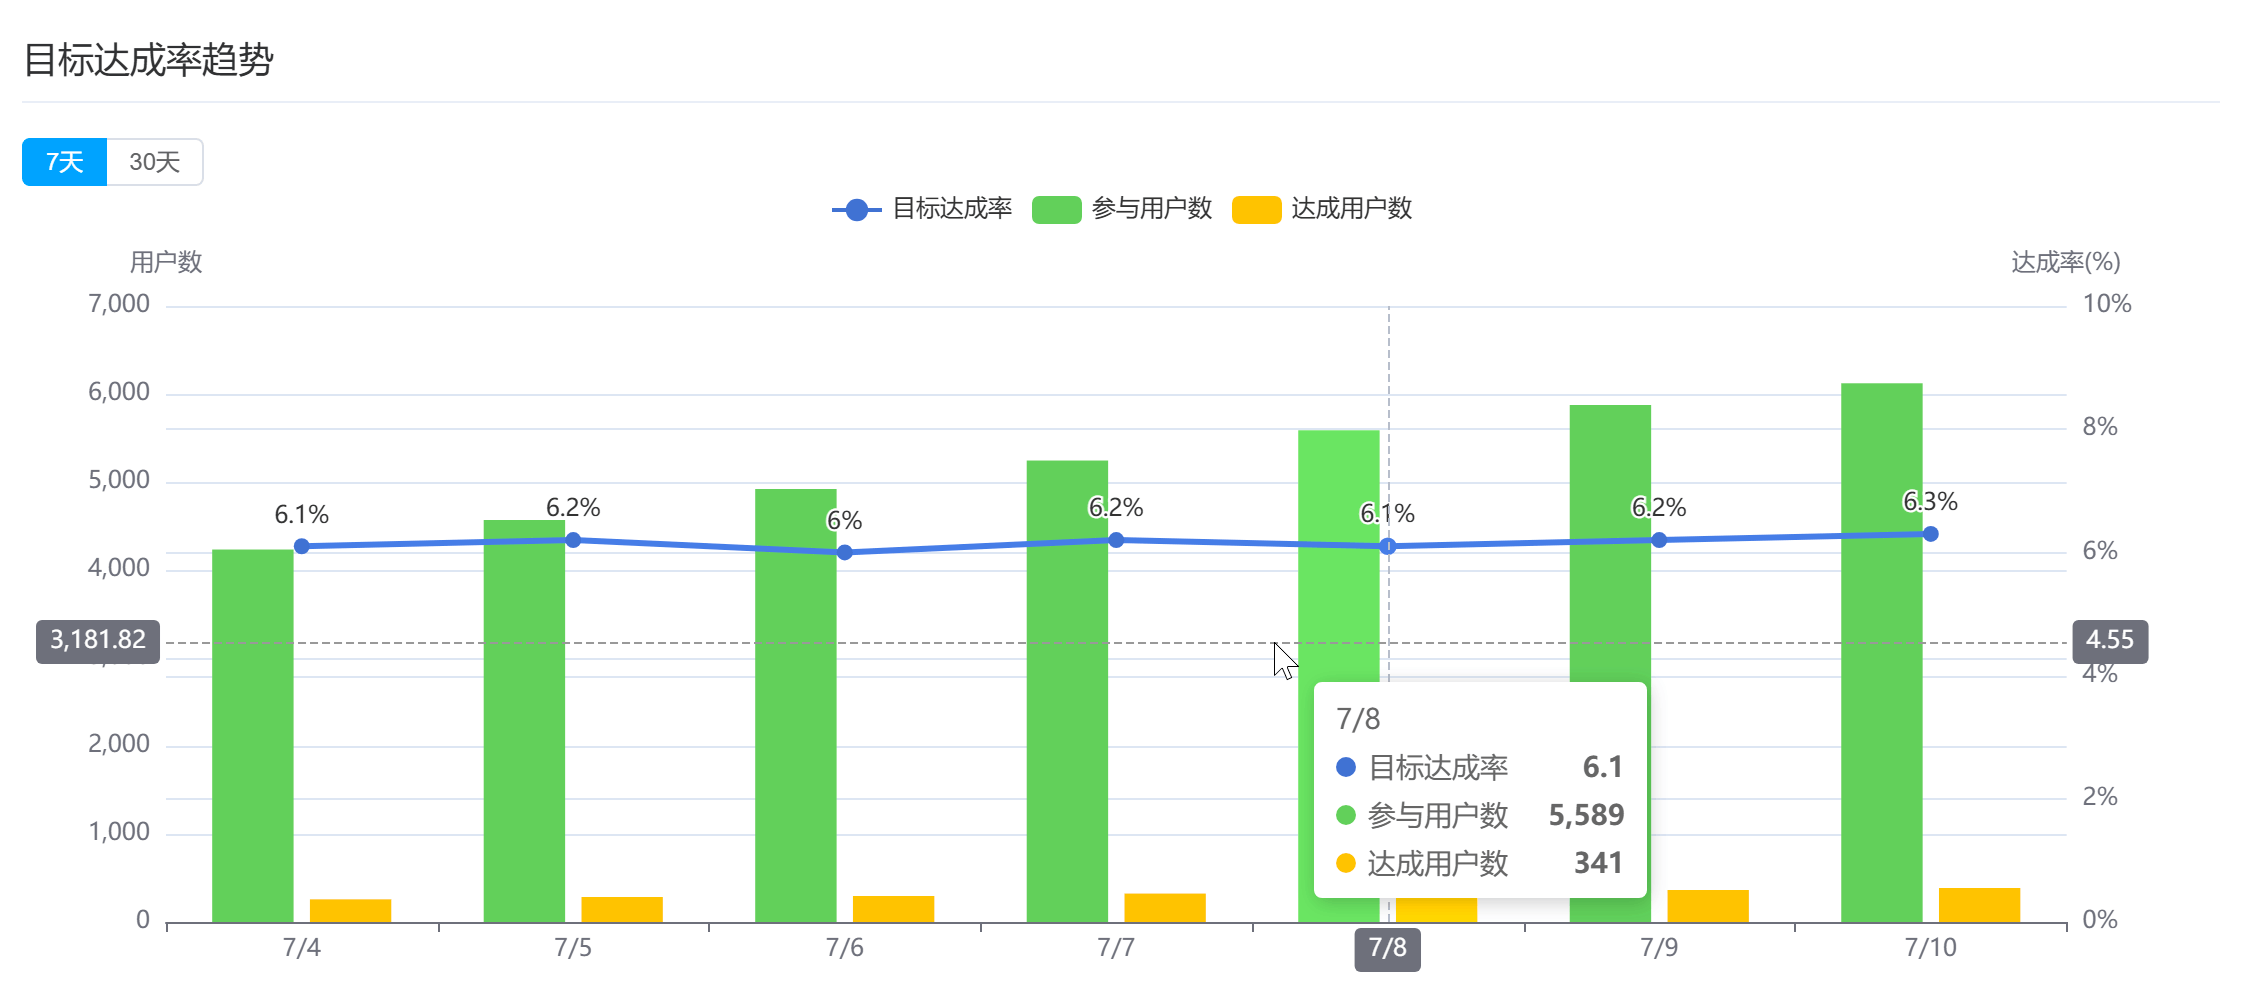 目标达成率趋势
7天 30天
目标达成率 参与用户数 达成用户数
用户数 达成率(%)
7,000 10%
6,000
8%
5,000
6.1% 6.2% 6% 6.2% 6.1% 6.2% 6.3%
6%
4,000
3,181.82 4.55
4%
7/8
2,000
目标达成率 6.1
2%
参与用户数 5,589
1,000
达成用户数 341
0 0%
7/4 7/5 7/6 7/7 7/8 7/9 7/10